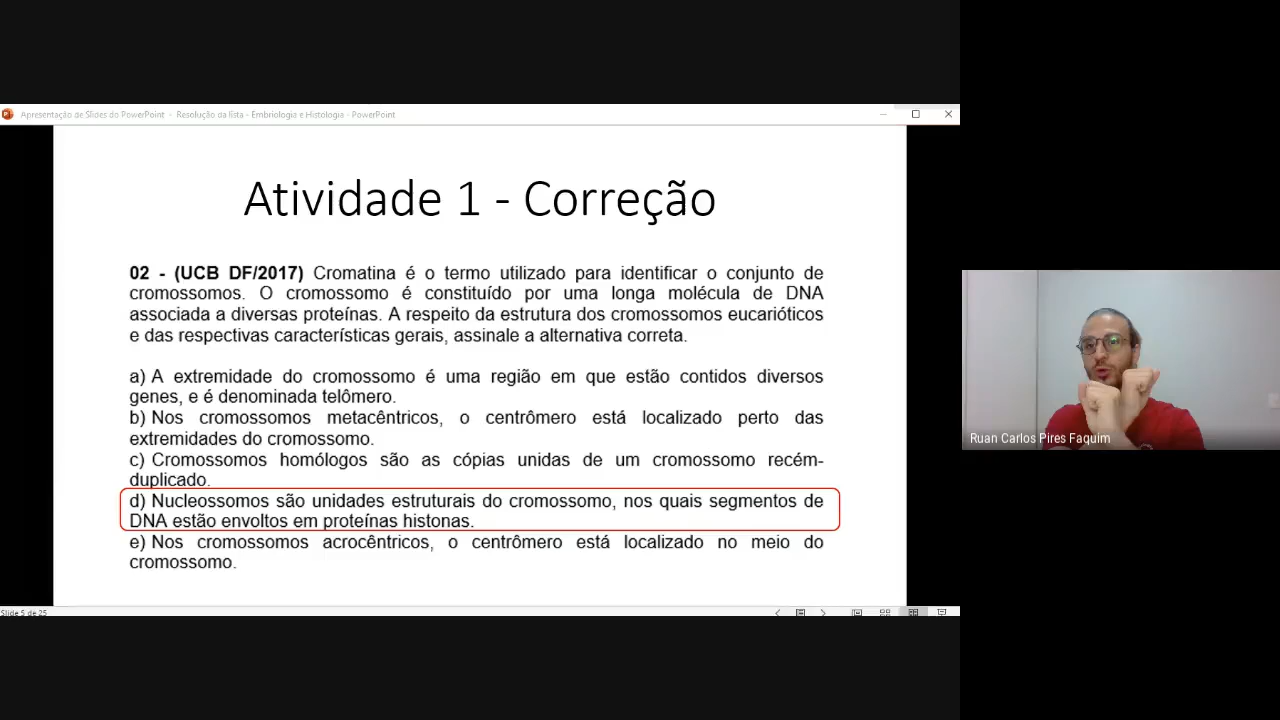 Apresentação de Slides do PowerPoint - Resolução da lista - Embriologia e Histologia - PowerPoint
Atividade 1 - Correção
02 - (UCB DF/2017) Cromatina é o termo utilizado para identificar o conjunto de
cromossomos. O cromossomo é constituído por uma longa molécula de DNA
associada a diversas proteínas. A respeito da estrutura dos cromossomos eucarióticos
e das respectivas características gerais, assinale a alternativa correta.
a) A extremidade do cromossomo é uma região em que estão contidos diversos
genes, e é denominada telômero.
b) Nos cromossomos metacêntricos, o centrômero está localizado perto das
extremidades do cromossomo.
c) Cromossomos homólogos são as cópias unidas de um cromossomo recém-
duplicado.
d) Nucleossomos são unidades estruturais do cromossomo, nos quais segmentos de
DNA estão envoltos em proteínas histonas.
e) Nos cromossomos acrocêntricos, o centrômero está localizado no meio do
cromossomo.
Slide 5 de 25
Ruan Carlos Pires Faquim